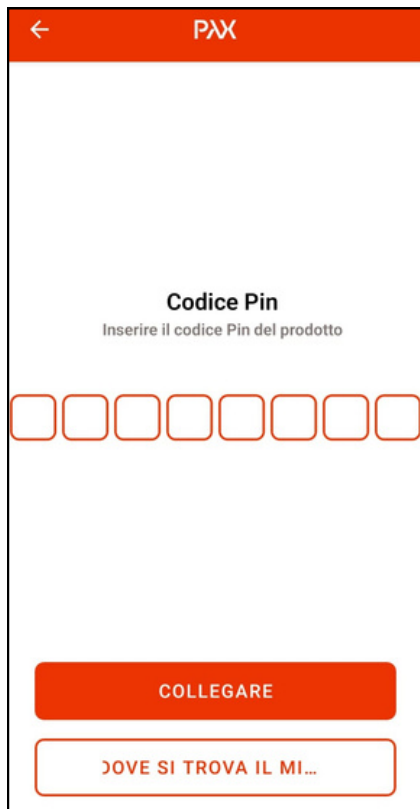 PAX
Codice Pin
Inserire il codice Pin del prodotto
COLLEGARE
DOVE SI TROVA IL MI...